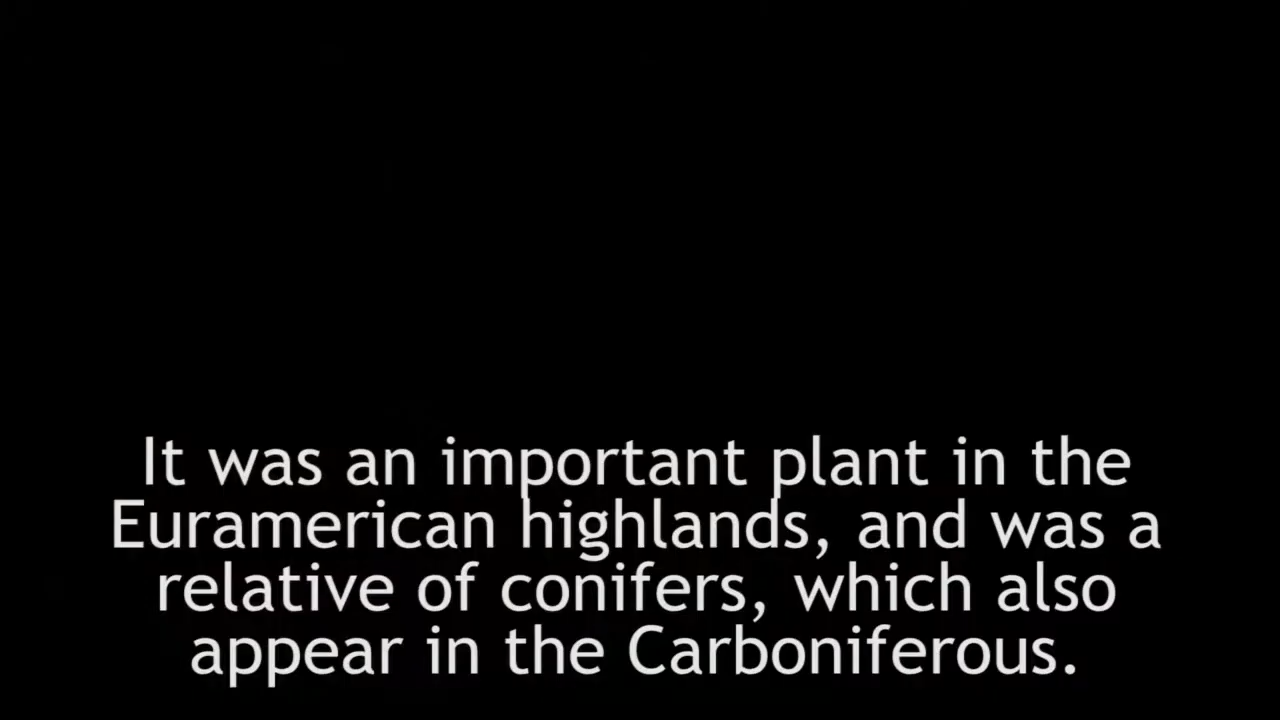 It was an important plant in the
Euramerican highlands, and was a
relative of conifers, which also
appear in the Carboniferous.